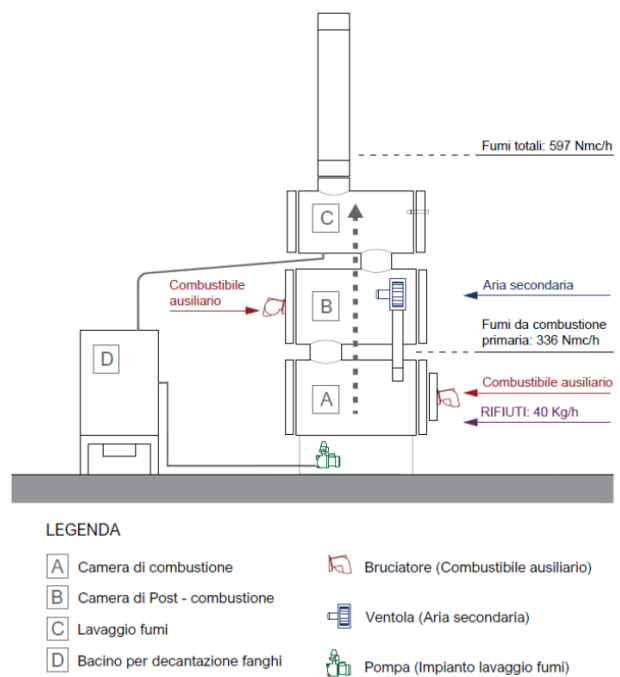 Fumi totali: 597 Nmc/h
C
Combustibile
ausiliario
Aria secondaria
B
Fumi da combustione
primaria: 336 Nmc/h
D
Combustibile ausiliario
A
RIFIUTI: 40 Kg/h
LEGENDA
A Camera di combustione
B Camera di Post - combustione
C Lavaggio fumi
D Bacino per decantazione fanghi
Bruciatore (Combustibile ausiliario)
Ventola (Aria secondaria)
Pompa (Impianto lavaggio fumi)